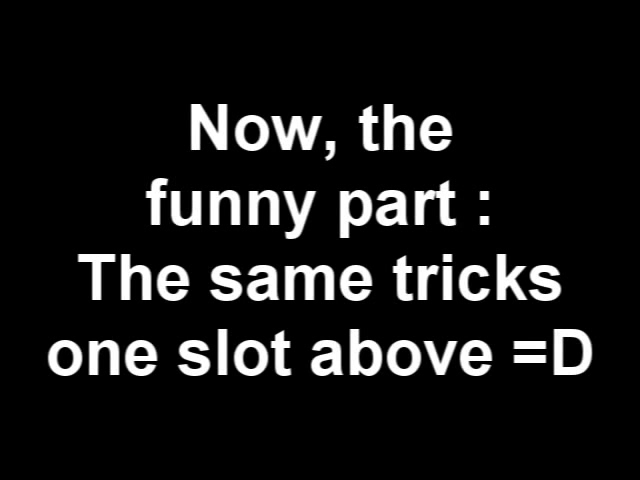 Now, the
funny part :
The same tricks
one slot above =D